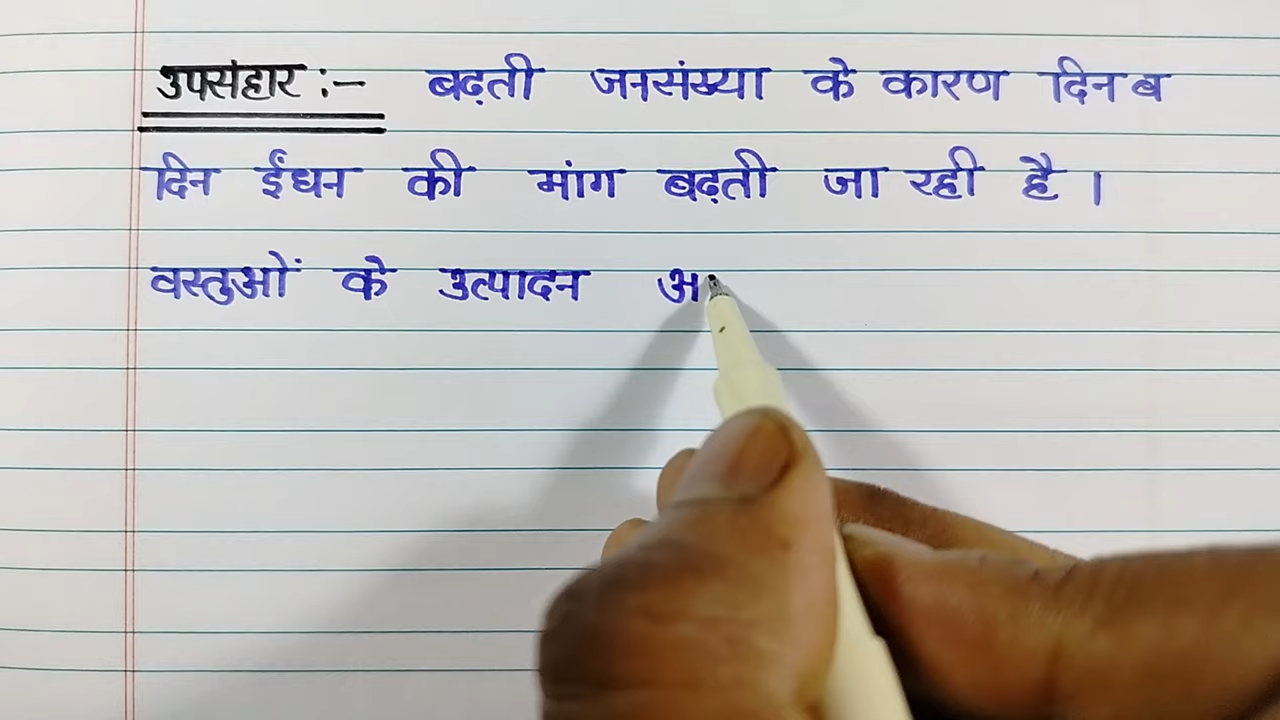 उपसंहार :- बढ़ती जनसंख्या के कारण दिन ब
दिन ईंधन की मांग बढ़ती जा रही है।
वस्तुओं के उत्पादन अ